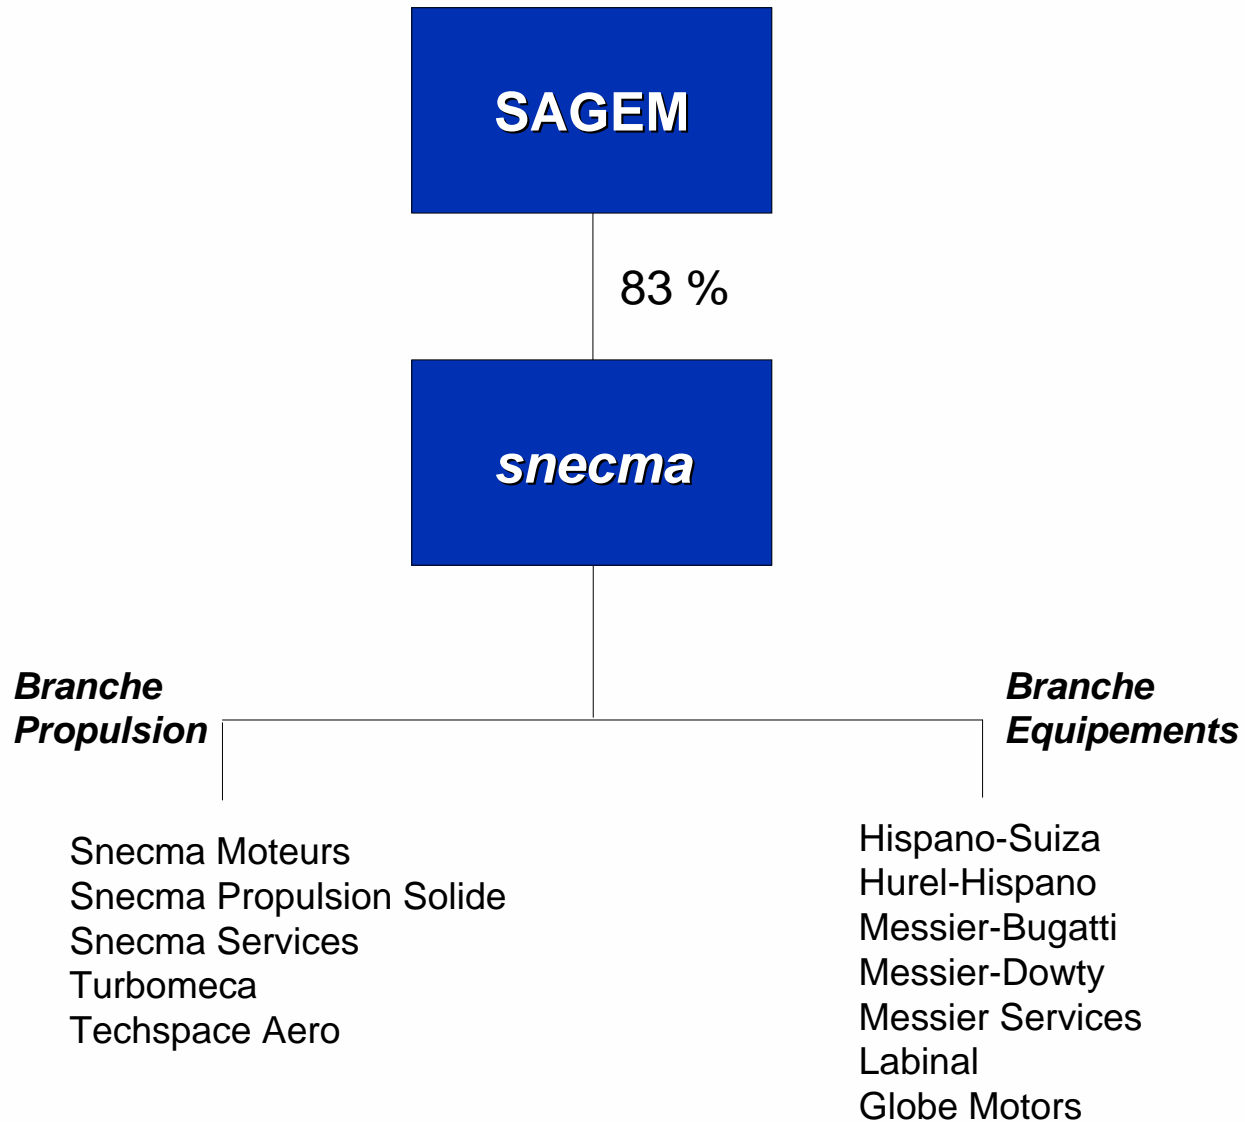 SAGEM
83 %
snecma
Branche
Propulsion
Branche
Equipements
Snecma Moteurs
Snecma Propulsion Solide
Snecma Services
Turbomeca
Techspace Aero
Hispano-Suiza
Hurel-Hispano
Messier-Bugatti
Messier-Dowty
Messier Services
Labinal
Globe Motors